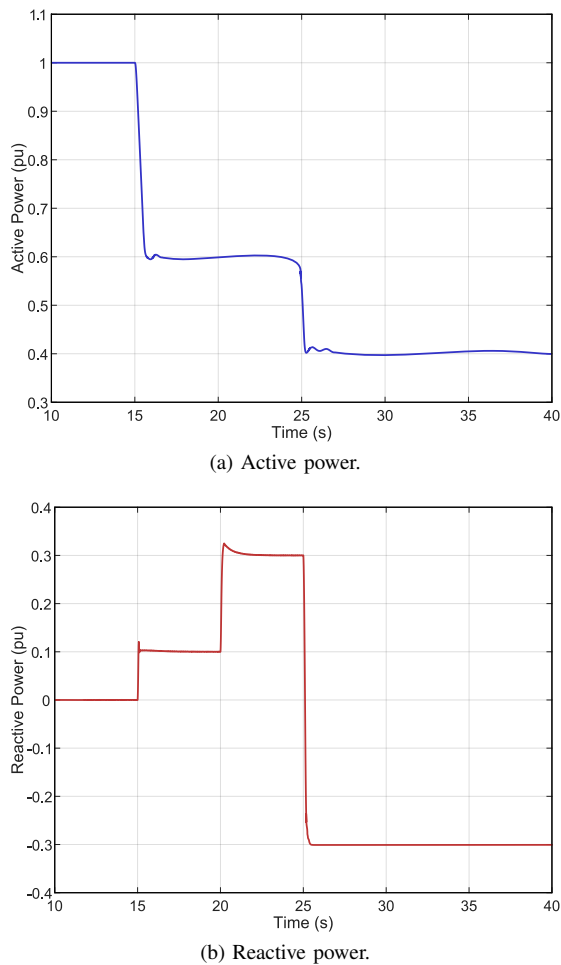 1.1
1
0.9
0.8
0.7
0.6
0.5
0.4
0.3
Active Power (pu)
10 15 20 25 30 35 40
Time (s)
(a) Active power.
0.4
0.3
0.2
0.1
0
-0.1
-0.2
-0.3
-0.4
Reactive Power (pu)
10 15 20 25 30 35 40
Time (s)
(b) Reactive power.